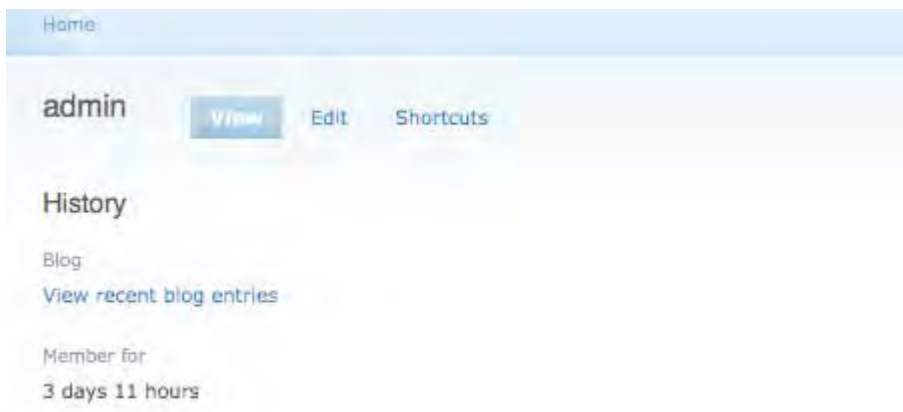 Home
admin View Edit Shortcuts
History
Blog
View recent blog entries
Member for
3 days 11 hours